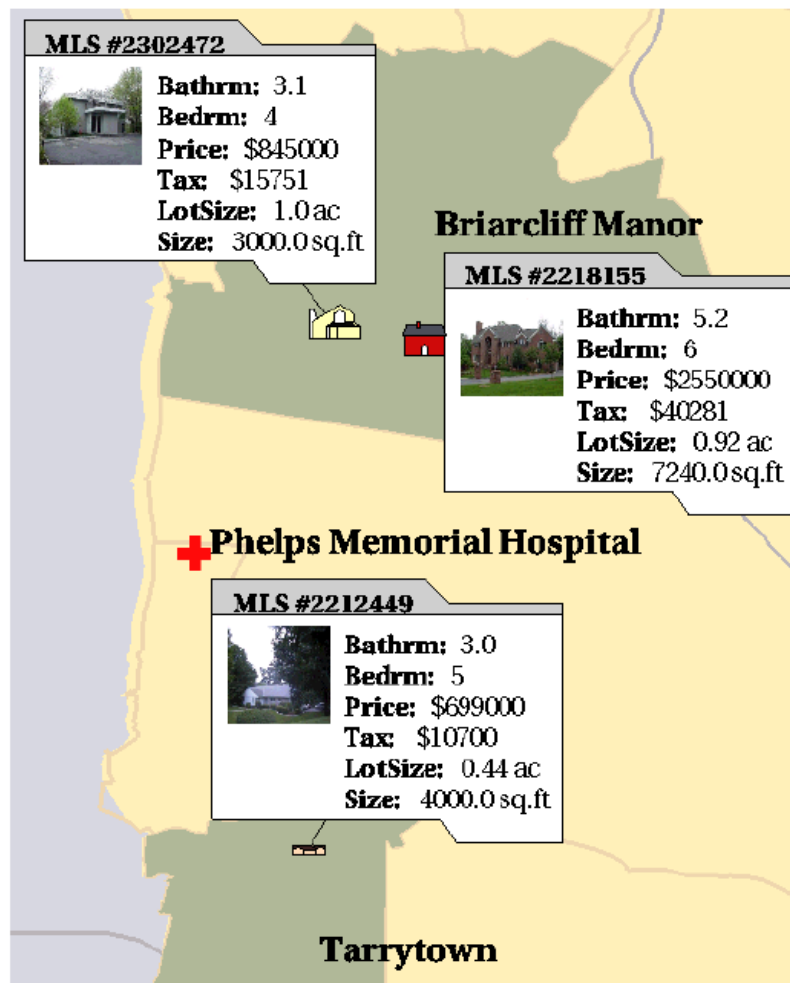 MLS #2302472
Bathrm: 3.1
Bedrm: 4
Price: $845000
Tax: $15751
LotSize: 1.0 ac
Size: 3000.0 sq.ft
Briarcliff Manor
MLS #2218155
Bathrm: 5.2
Bedrm: 6
Price: $2550000
Tax: $40281
LotSize: 0.92 ac
Size: 7240.0 sq.ft
Phelps Memorial Hospital
MLS #2212449
Bathrm: 3.0
Bedrm: 5
Price: $699000
Tax: $10700
LotSize: 0.44 ac
Size: 4000.0 sq.ft
Tarrytown